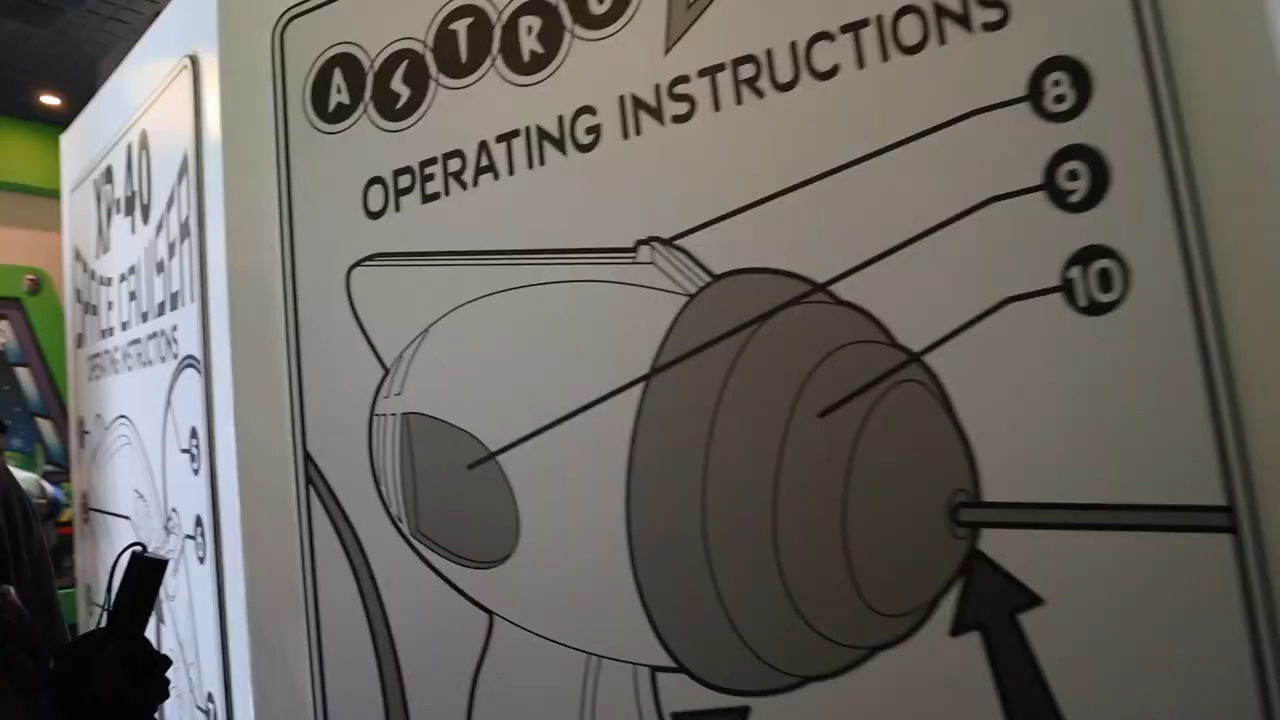 ASTRO
OPERATING INSTRUCTIONS
8
9
10
XP-40
SPACE CRUISER
OPERATING INSTRUCTIONS